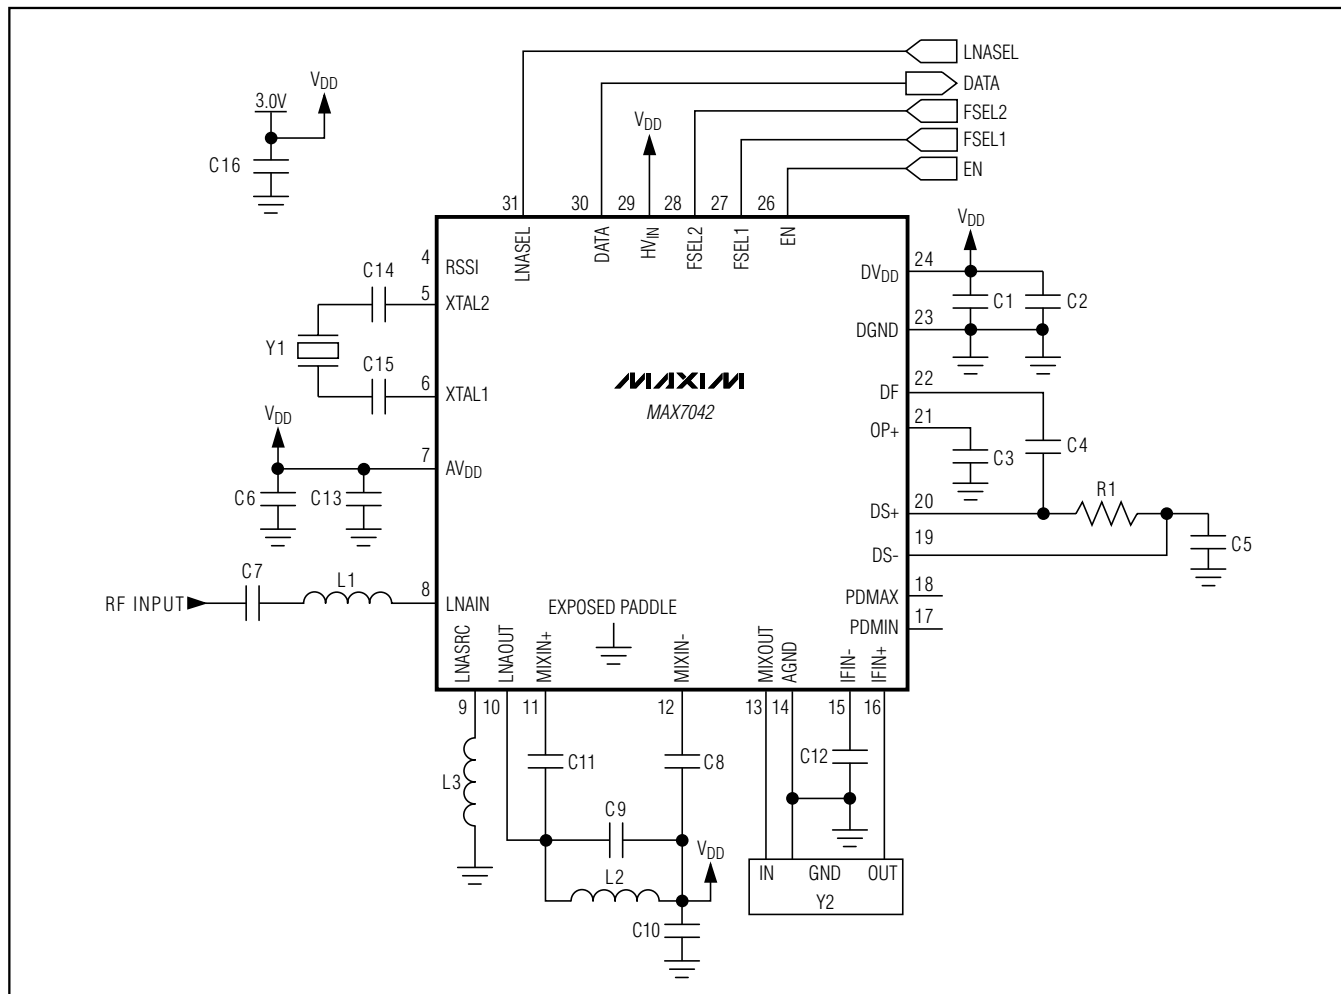 LNASEL
DATA
FSEL2
FSEL1
EN
VDD
3.0V
C16
VDD
31 30 29 28 27 26
LNASEL DATA HVIN FSEL2 FSEL1 EN
4 RSSI
C14 5 XTAL2
Y1
C15 6 XTAL1
VDD
7 AVDD
C6 C13
C7 L1
RF INPUT 8 LNAIN
MAXIM
MAX7042
EXPOSED PADDLE
VDD
DVDD 24
C1 C2
DGND 23
DF 22
OP+ 21
C3 C4
R1
DS+ 20
DS- 19
C5
PDMAX 18
PDMIN 17
LNASRC LNAOUT MIXIN+ MIXIN- MIXOUT AGND IFIN- IFIN+
9 10 11 12 13 14 15 16
L3 C11 C8 C12
C9
VDD
L2
C10
IN GND OUT
Y2